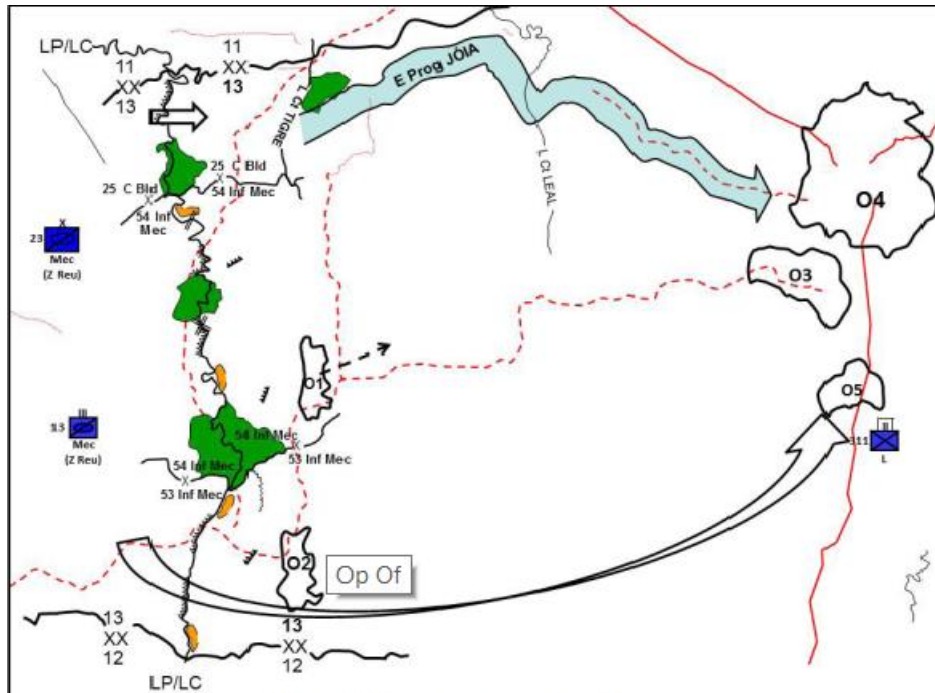 LP/LC
11
XX
13
11
XX
13
L Ct TIGRE
E Prog JÓIA
L Ct LEAL
25 C Bld
X
54 Inf Mec
25 C Bld
X
54 Inf
Mec
X
23
Mec
(Z Reu)
O4
O3
O1
O5
III
13
Mec
(Z Reu)
54 Inf Mec
X
53 Inf Mec
54 Inf Mec
X
53 Inf Mec
II
311
L
O2
Op Of
13
XX
12
13
XX
12
LP/LC